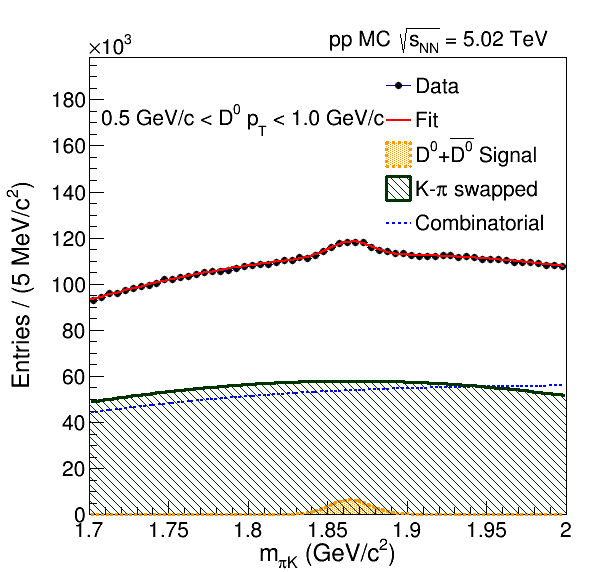 pp MC √s_NN = 5.02 TeV
×10³
0.5 GeV/c < D⁰ p_T < 1.0 GeV/c
Data
Fit
D⁰+D̅⁰ Signal
K-π swapped
Combinatorial
180
160
140
120
100
80
60
40
20
0
Entries / (5 MeV/c²)
1.7 1.75 1.8 1.85 1.9 1.95 2
m_πK (GeV/c²)